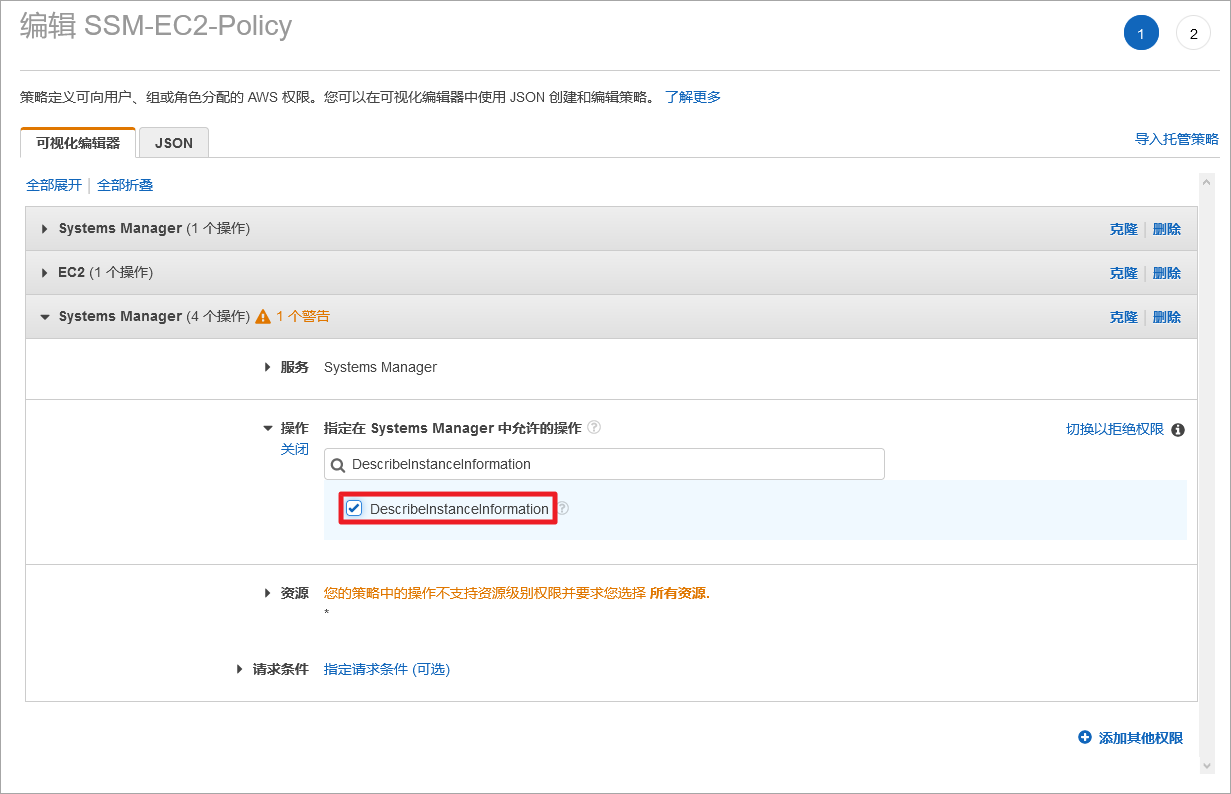 编辑 SSM-EC2-Policy
1
2
策略定义可向用户、组或角色分配的 AWS 权限。您可以在可视化编辑器中使用 JSON 创建和编辑策略。 了解更多
可视化编辑器
JSON
导入托管策略
全部展开 | 全部折叠
Systems Manager (1 个操作)
克隆 | 删除
EC2 (1 个操作)
克隆 | 删除
Systems Manager (4 个操作) 1 个警告
克隆 | 删除
服务 Systems Manager
操作 指定在 Systems Manager 中允许的操作 ?
切换以拒绝权限 i
关闭
DescribeInstanceInformation
DescribeInstanceInformation ?
资源 您的策略中的操作不支持资源级别权限并要求您选择 所有资源.
*
请求条件 指定请求条件 (可选)
添加其他权限